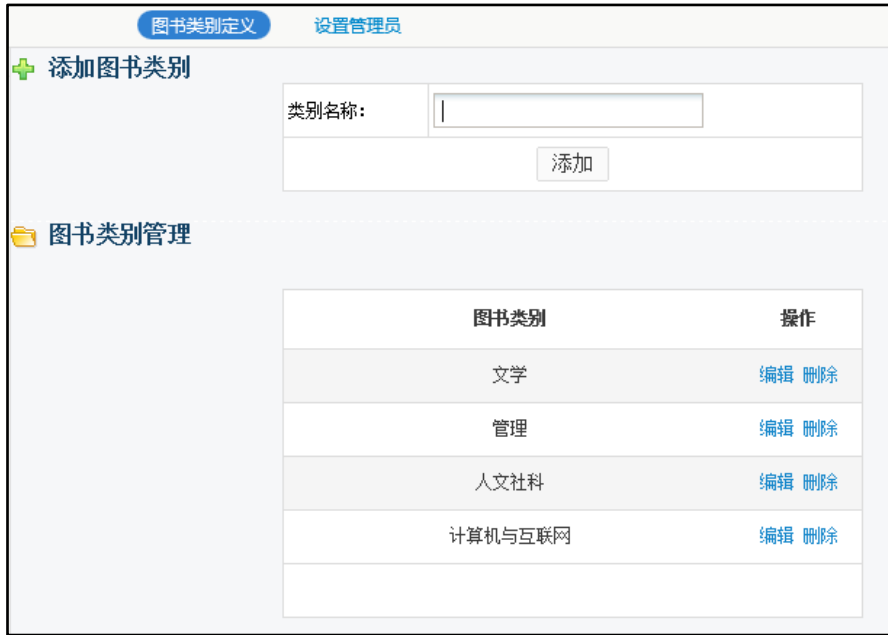 图书类别定义 设置管理员
添加图书类别
类别名称：
添加
图书类别管理
图书类别 操作
文学 编辑 删除
管理 编辑 删除
人文社科 编辑 删除
计算机与互联网 编辑 删除